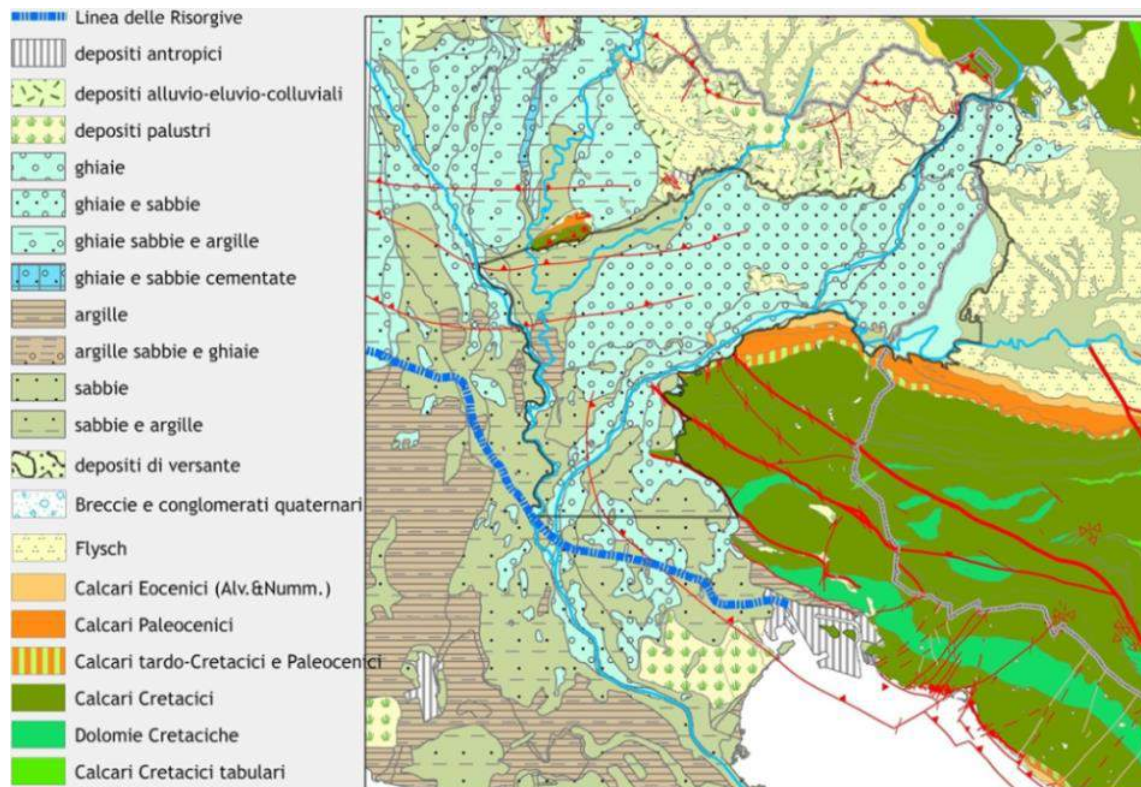 Linea delle Risorgive
depositi antropici
depositi alluvio-eluvio-colluviali
depositi palustri
ghiaie
ghiaie e sabbie
ghiaie sabbie e argille
ghiaie e sabbie cementate
argille
argille sabbie e ghiaie
sabbie
sabbie e argille
depositi di versante
Breccie e conglomerati quaternari
Flysch
Calcari Eocenici (Alv.&Numm.)
Calcari Paleocenici
Calcari tardo-Cretacici e Paleocenici
Calcari Cretacici
Dolomie Cretaciche
Calcari Cretacici tabulari